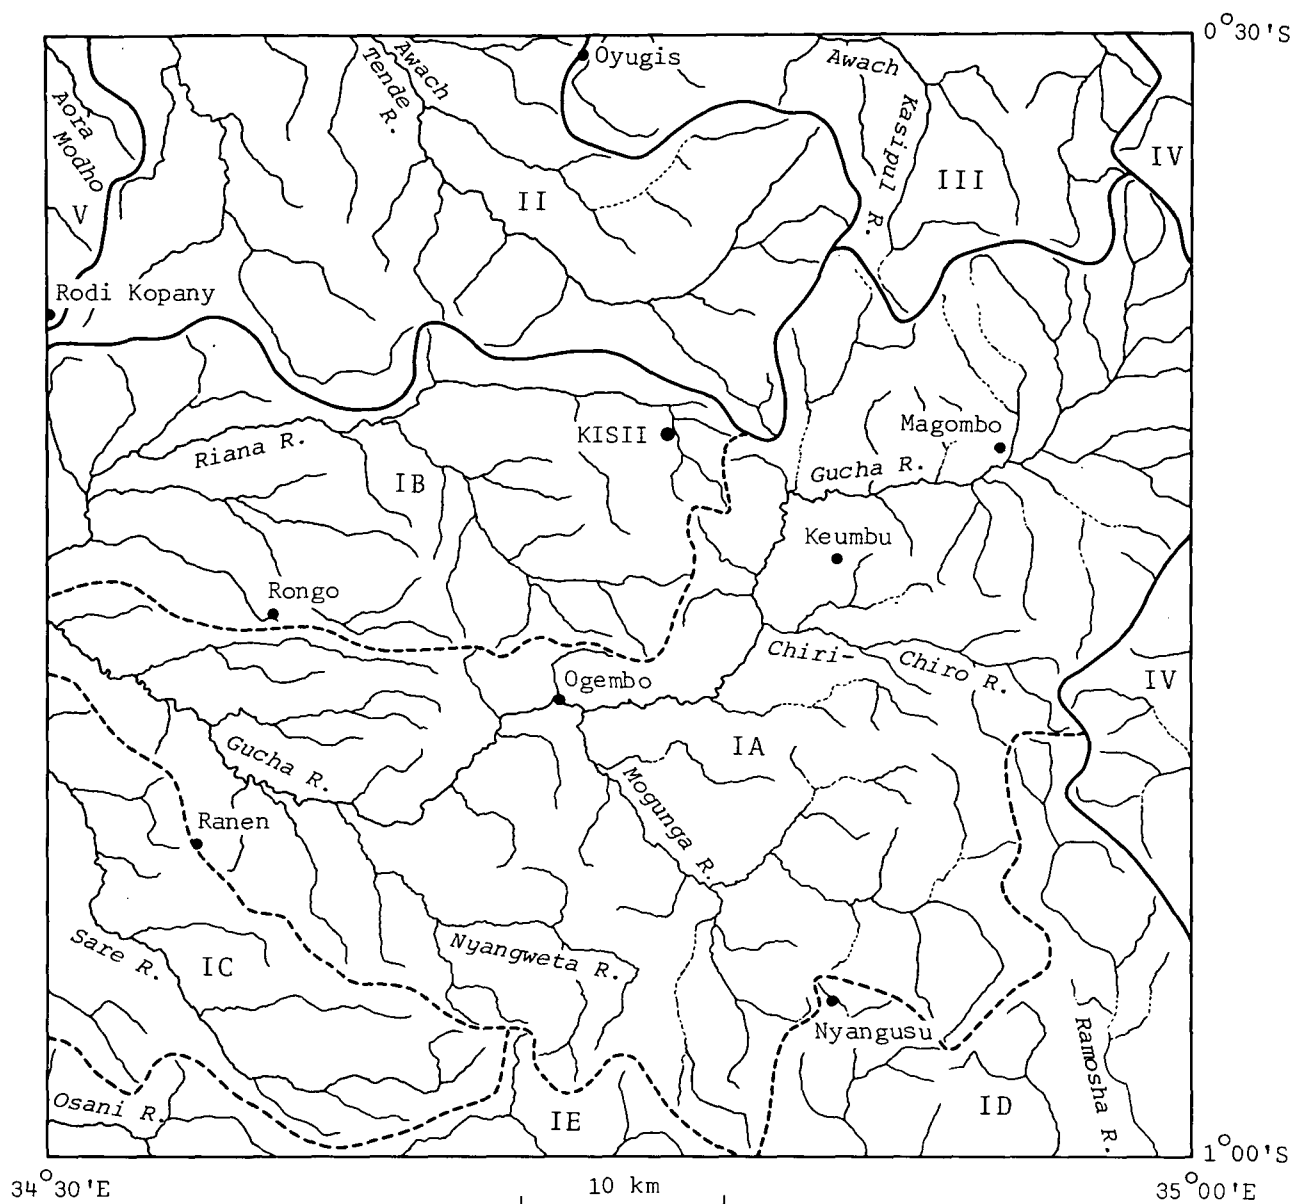 0°30'S
Oyugis
Awach
Tende R.
Awach
Kasipul R.
Aora
Modho
IV
III
II
V
Rodi Kopany
Magombo
KISII
Riana R.
Gucha R.
IB
Keumbu
Rongo
Chiri-
Chiro R.
Ogembo
IV
IA
Gucha R.
Mogunga R.
Ranen
Sare R.
Nyangweta R.
IC
Nyangusu
Ramosha R.
Osani R.
IE
ID
1°00'S
34°30'E
10 km
35°00'E